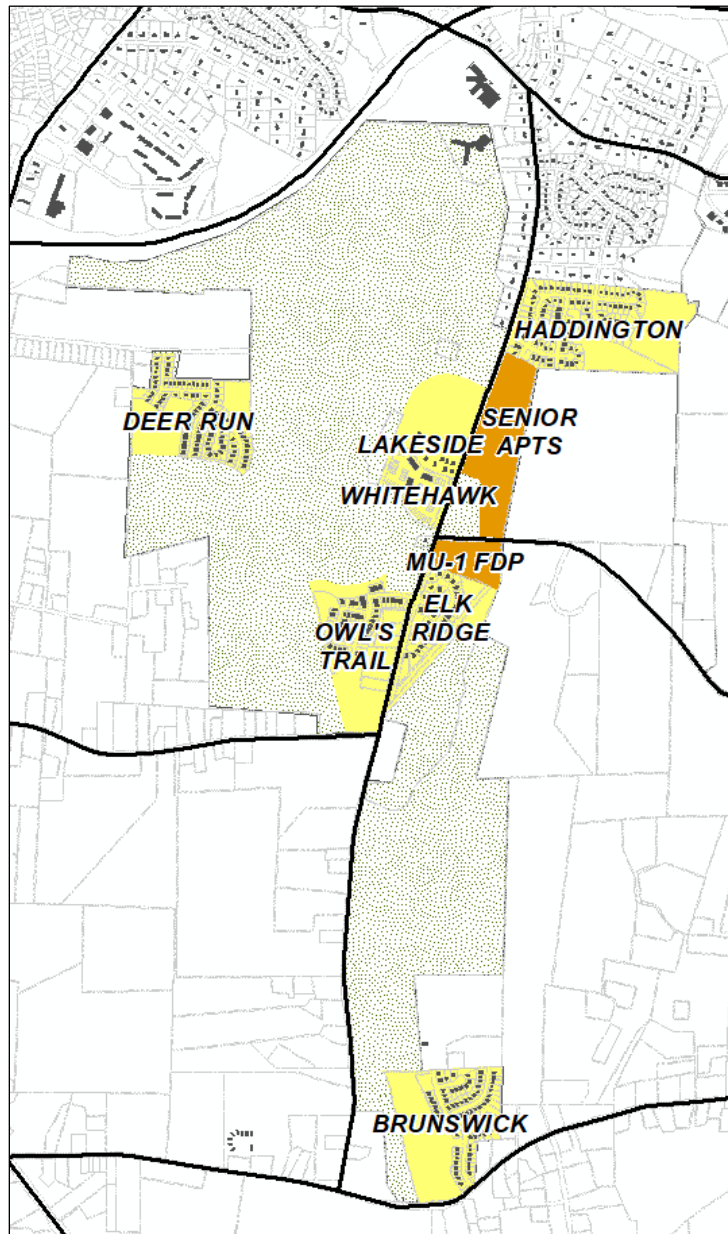 HADDINGTON
DEER RUN
SENIOR
APTS
LAKESIDE
WHITEHAWK
MU-1 FDP
ELK
RIDGE
OWL'S
TRAIL
BRUNSWICK